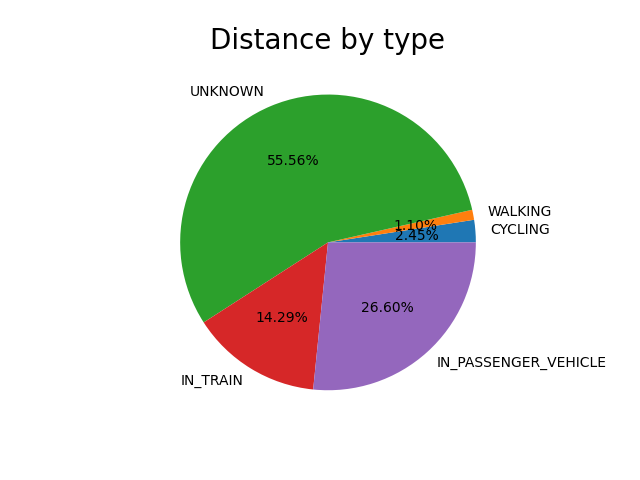 Distance by type
UNKNOWN
55.56%
WALKING
1.10%
CYCLING
2.45%
26.60%
14.29%
IN_PASSENGER_VEHICLE
IN_TRAIN